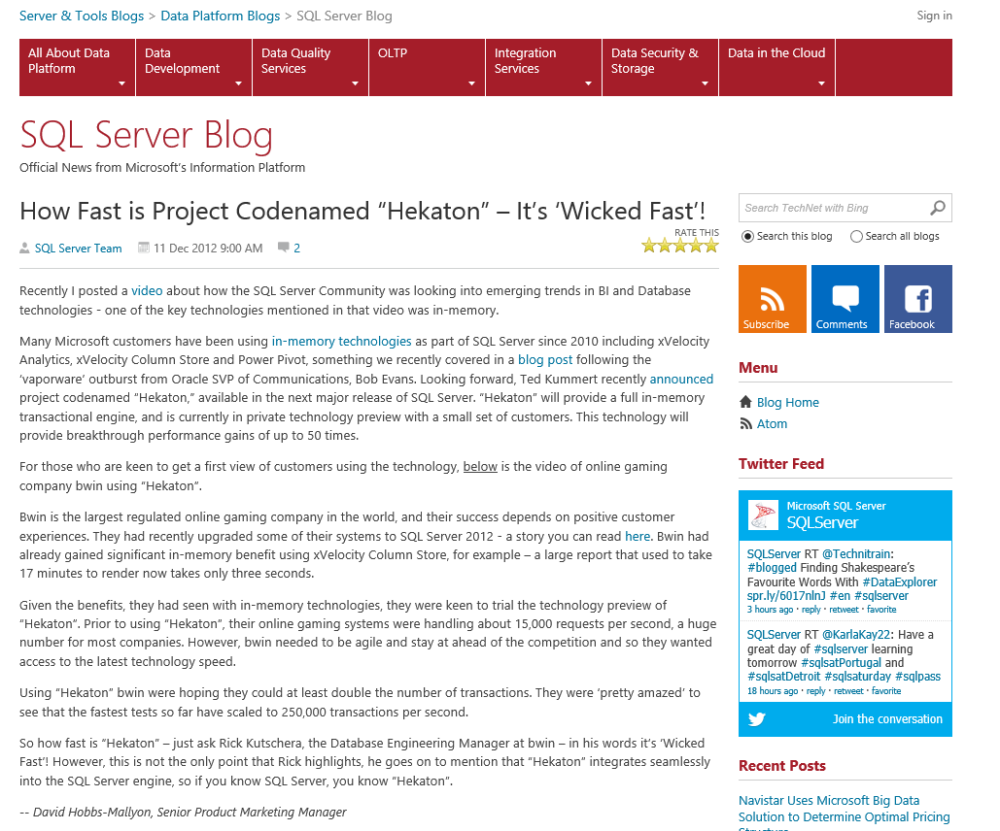 Server & Tools Blogs > Data Platform Blogs > SQL Server Blog
Sign in
All About Data
Platform
Data
Development
Data Quality
Services
OLTP
Integration
Services
Data Security &
Storage
Data in the Cloud
SQL Server Blog
Official News from Microsoft's Information Platform
How Fast is Project Codenamed “Hekaton” – It’s ‘Wicked Fast’!
RATE THIS
SQL Server Team 11 Dec 2012 9:00 AM 2
Recently I posted a video about how the SQL Server Community was looking into emerging trends in BI and Database
technologies - one of the key technologies mentioned in that video was in-memory.
Many Microsoft customers have been using in-memory technologies as part of SQL Server since 2010 including xVelocity
Analytics, xVelocity Column Store and Power Pivot, something we recently covered in a blog post following the
‘vaporware’ outburst from Oracle SVP of Communications, Bob Evans. Looking forward, Ted Kummert recently announced
project codenamed “Hekaton,” available in the next major release of SQL Server. “Hekaton” will provide a full in-memory
transactional engine, and is currently in private technology preview with a small set of customers. This technology will
provide breakthrough performance gains of up to 50 times.
For those who are keen to get a first view of customers using the technology, below is the video of online gaming
company bwin using “Hekaton”.
Bwin is the largest regulated online gaming company in the world, and their success depends on positive customer
experiences. They had recently upgraded some of their systems to SQL Server 2012 - a story you can read here. Bwin had
already gained significant in-memory benefit using xVelocity Column Store, for example – a large report that used to take
17 minutes to render now takes only three seconds.
Given the benefits, they had seen with in-memory technologies, they were keen to trial the technology preview of
“Hekaton”. Prior to using “Hekaton”, their online gaming systems were handling about 15,000 requests per second, a huge
number for most companies. However, bwin needed to be agile and stay at ahead of the competition and so they wanted
access to the latest technology speed.
Using “Hekaton” bwin were hoping they could at least double the number of transactions. They were ‘pretty amazed’ to
see that the fastest tests so far have scaled to 250,000 transactions per second.
So how fast is “Hekaton” – just ask Rick Kutschera, the Database Engineering Manager at bwin – in his words it’s ‘Wicked
Fast’! However, this is not the only point that Rick highlights, he goes on to mention that “Hekaton” integrates seamlessly
into the SQL Server engine, so if you know SQL Server, you know “Hekaton”.
-- David Hobbs-Mallyon, Senior Product Marketing Manager
Search TechNet with Bing
Search this blog Search all blogs
Subscribe
Comments
Facebook
Menu
Blog Home
Atom
Twitter Feed
Microsoft SQL Server
SQLServer
SQLServer RT @Technitrain:
#blogged Finding Shakespeare's
Favourite Words With #DataExplorer
spr.ly/6017nlnJ #en #sqlserver
3 hours ago · reply · retweet · favorite
SQLServer RT @KarlaKay22: Have a
great day of #sqlserver learning
tomorrow #sqlsatPortugal and
#sqlsatDetroit #sqlsaturday #sqlpass
18 hours ago · reply · retweet · favorite
Join the conversation
Recent Posts
Navistar Uses Microsoft Big Data
Solution to Determine Optimal Pricing